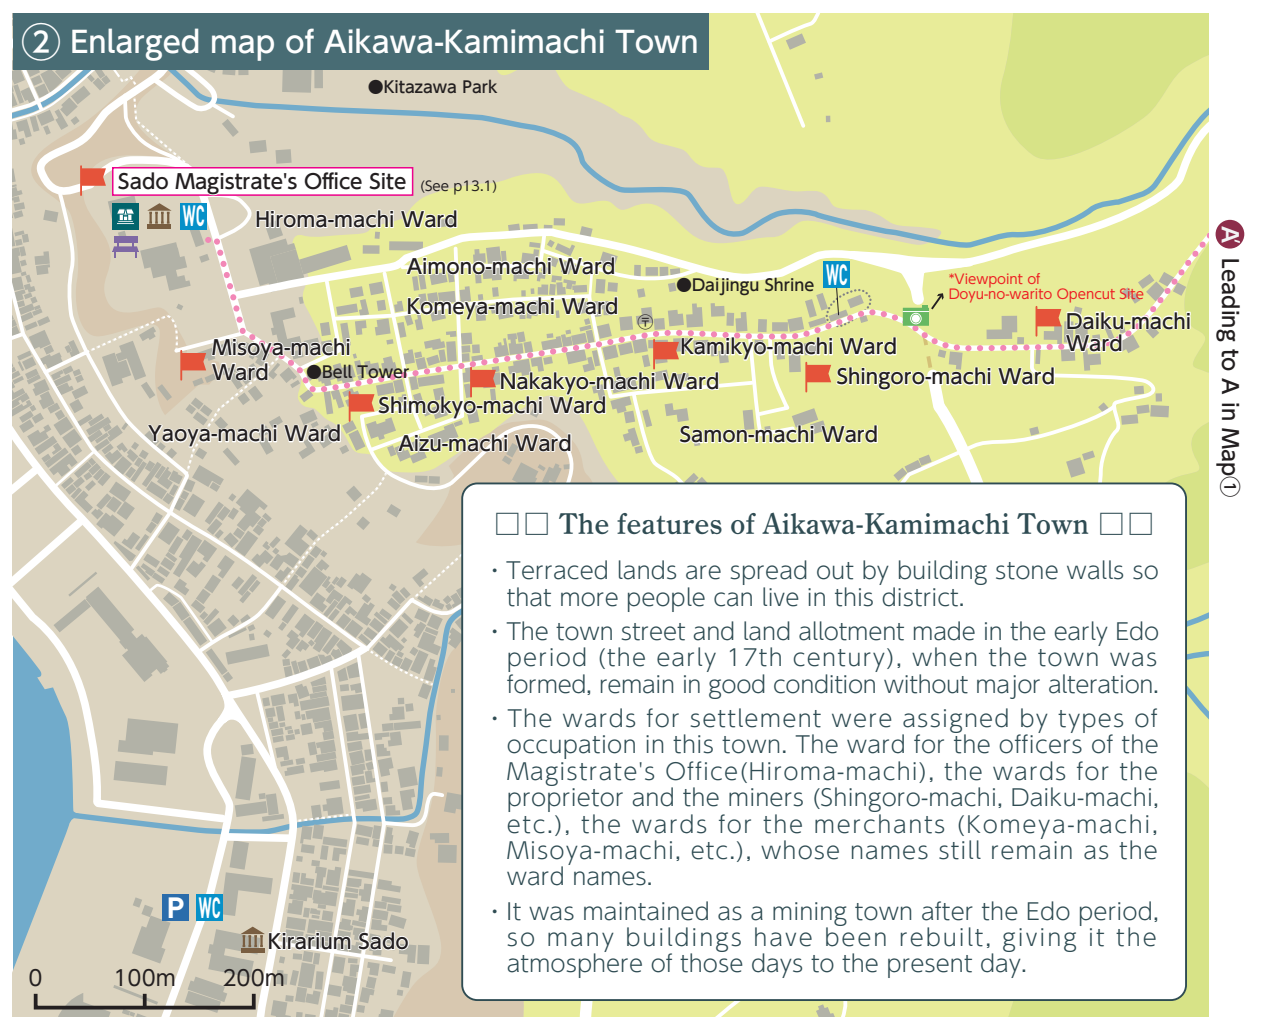 ② Enlarged map of Aikawa-Kamimachi Town
●Kitazawa Park
Sado Magistrate's Office Site (See p13.1)
WC
Hiroma-machi Ward
Aimono-machi Ward
Komeya-machi Ward
●Daijingu Shrine
WC
*Viewpoint of
Doyu-no-warito Opencut Site
〒
Daiku-machi
Ward
Misoya-machi
Ward
●Bell Tower
Kamikyo-machi Ward
Nakakyo-machi Ward
Shingoro-machi Ward
Shimokyo-machi Ward
Yaoya-machi Ward
Aizu-machi Ward
Samon-machi Ward
A' Leading to A in Map①
□□ The features of Aikawa-Kamimachi Town □□
・Terraced lands are spread out by building stone walls so
that more people can live in this district.
・The town street and land allotment made in the early Edo
period (the early 17th century), when the town was
formed, remain in good condition without major alteration.
・The wards for settlement were assigned by types of
occupation in this town. The ward for the officers of the
Magistrate's Office(Hiroma-machi), the wards for the
proprietor and the miners (Shingoro-machi, Daiku-machi,
etc.), the wards for the merchants (Komeya-machi,
Misoya-machi, etc.), whose names still remain as the
ward names.
・It was maintained as a mining town after the Edo period,
so many buildings have been rebuilt, giving it the
atmosphere of those days to the present day.
P WC
Kirarium Sado
0 100m 200m